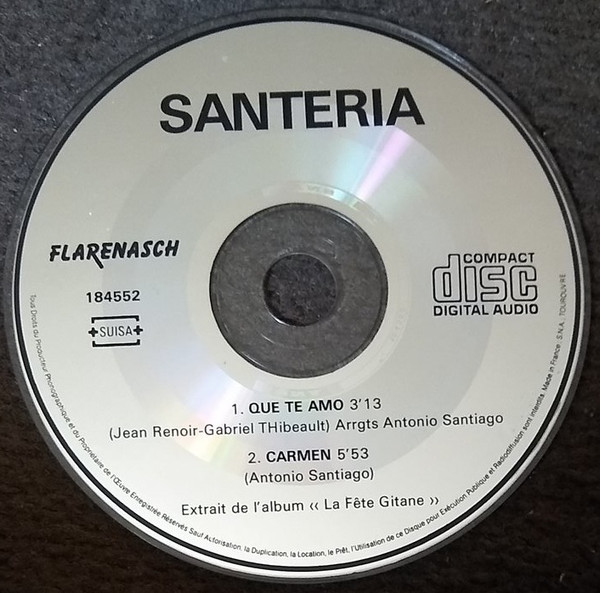 SANTERIA
FLARENASCH
184552
SUISA
COMPACT
disc
DIGITAL AUDIO
1. QUE TE AMO 3'13
(Jean Renoir-Gabriel THibeault) Arrgts Antonio Santiago
2. CARMEN 5'53
(Antonio Santiago)
Extrait de l'album ‹‹ La Fête Gitane ››
Tous Droits du Producteur Phonographique et du Propriétaire de l'Œuvre Enregistrée Réservés Sauf Autorisation, la Duplication, la Location, le Prêt, l'Utilisation de ce Disque pour Exécution Publique et Radiodiffusion sont interdits. Made in France: S.N.A. TOUROUVRE